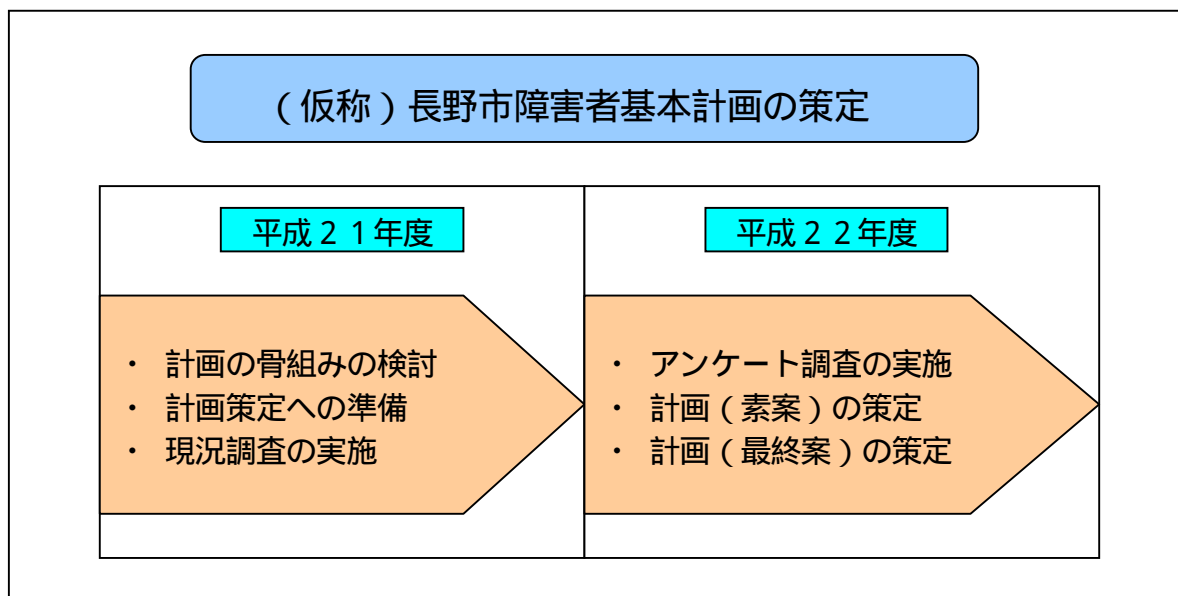 （仮称）長野市障害者基本計画の策定
平成２１年度
・ 計画の骨組みの検討
・ 計画策定への準備
・ 現況調査の実施
平成２２年度
・ アンケート調査の実施
・ 計画（素案）の策定
・ 計画（最終案）の策定